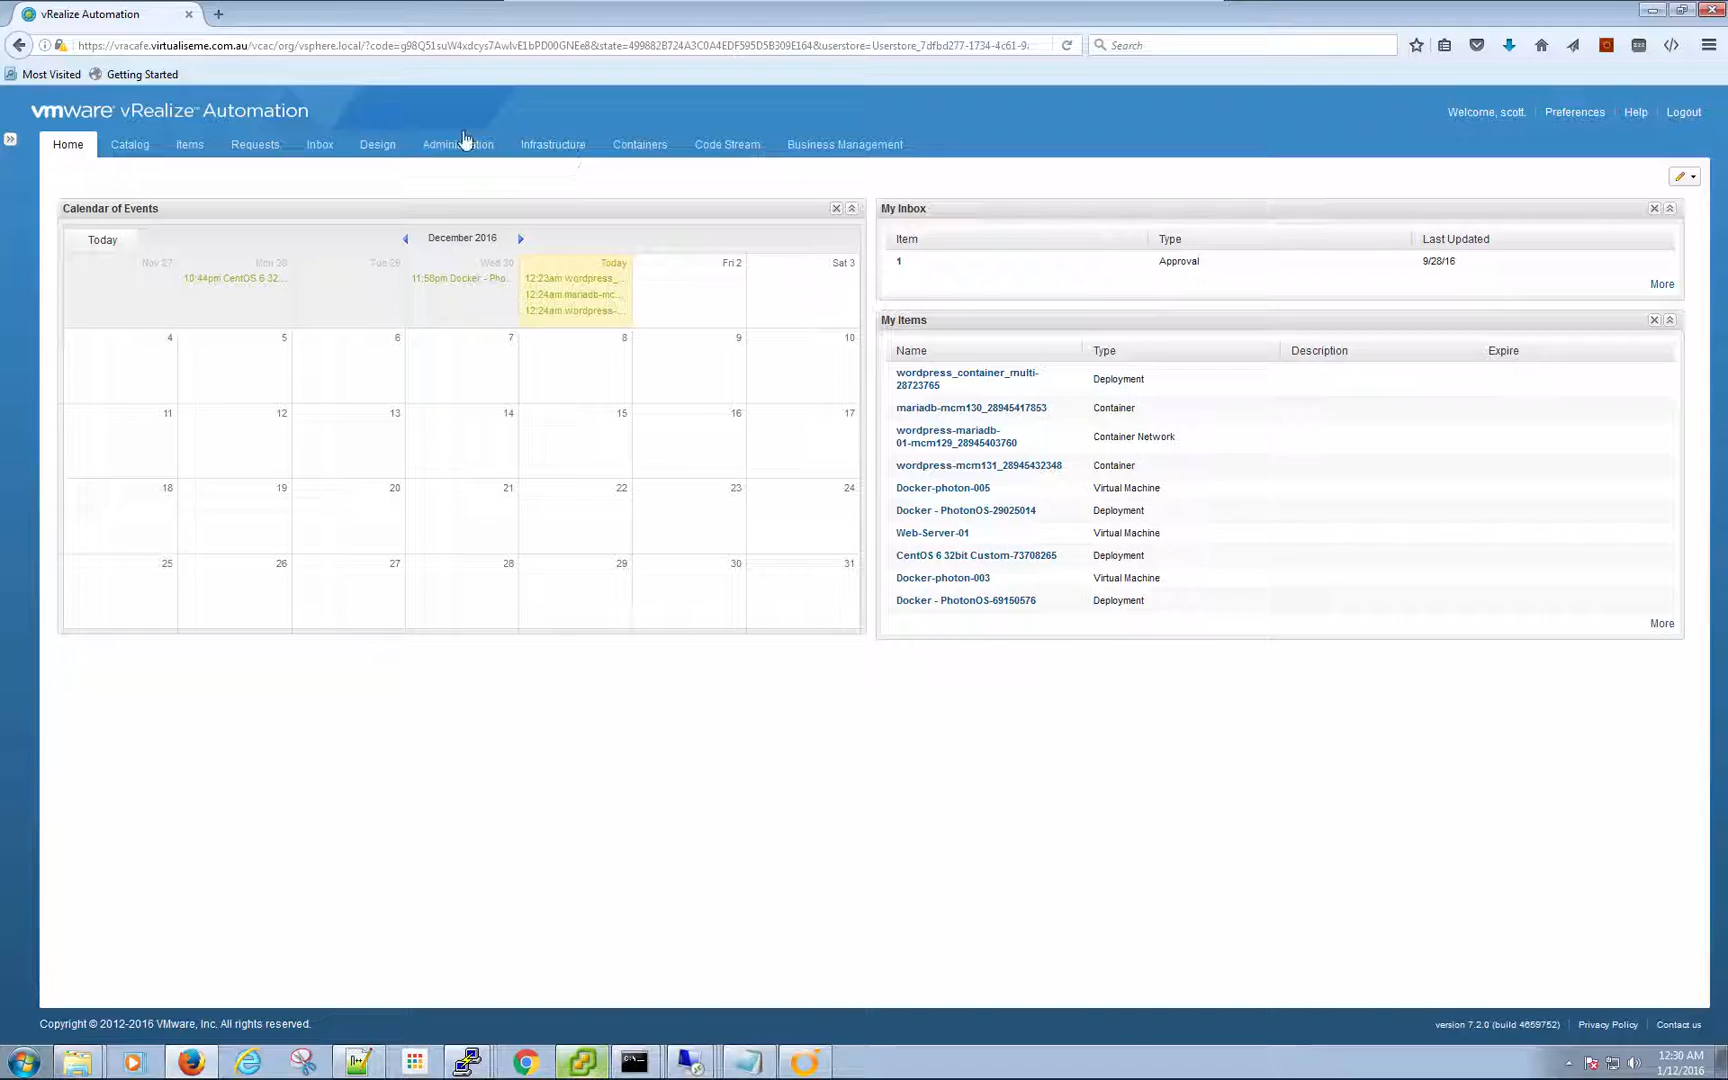 vRealize Automation
https://vracafe.virtualiseme.com.au/vcac/org/vsphere.local/?code=g98Q51suW4xdcys7AwlvE1bPD00GNEe8&state=499882B724A3C0A4EDF595D5B309E164&userstore=Userstore_7dfbd277-1734-4c61-9
Search
Most Visited
Getting Started
vmware vRealize™ Automation
Welcome, scott.
Preferences
Help
Logout
Home
Catalog
Items
Requests
Inbox
Design
Administration
Infrastructure
Containers
Code Stream
Business Management
Calendar of Events
Today
December 2016
Nov 27
Mon 28
Tue 29
Wed 30
Today
Fri 2
Sat 3
10:44pm CentOS 6 32...
11:58pm Docker - Pho...
12:23am wordpress_...
12:24am mariadb-mc...
12:24am wordpress-...
4 5 6 7 8 9 10
11 12 13 14 15 16 17
18 19 20 21 22 23 24
25 26 27 28 29 30 31
My Inbox
Item Type Last Updated
1 Approval 9/28/16
More
My Items
Name Type Description Expire
wordpress_container_multi-
28723765
Deployment
mariadb-mcm130_28945417853 Container
wordpress-mariadb-
01-mcm129_28945403760
Container Network
wordpress-mcm131_28945432348 Container
Docker-photon-005 Virtual Machine
Docker - PhotonOS-29025014 Deployment
Web-Server-01 Virtual Machine
CentOS 6 32bit Custom-73708265 Deployment
Docker-photon-003 Virtual Machine
Docker - PhotonOS-69150576 Deployment
More
Copyright © 2012-2016 VMware, Inc. All rights reserved.
version 7.2.0 (build 4659752)
Privacy Policy
Contact us
12:30 AM
1/12/2016